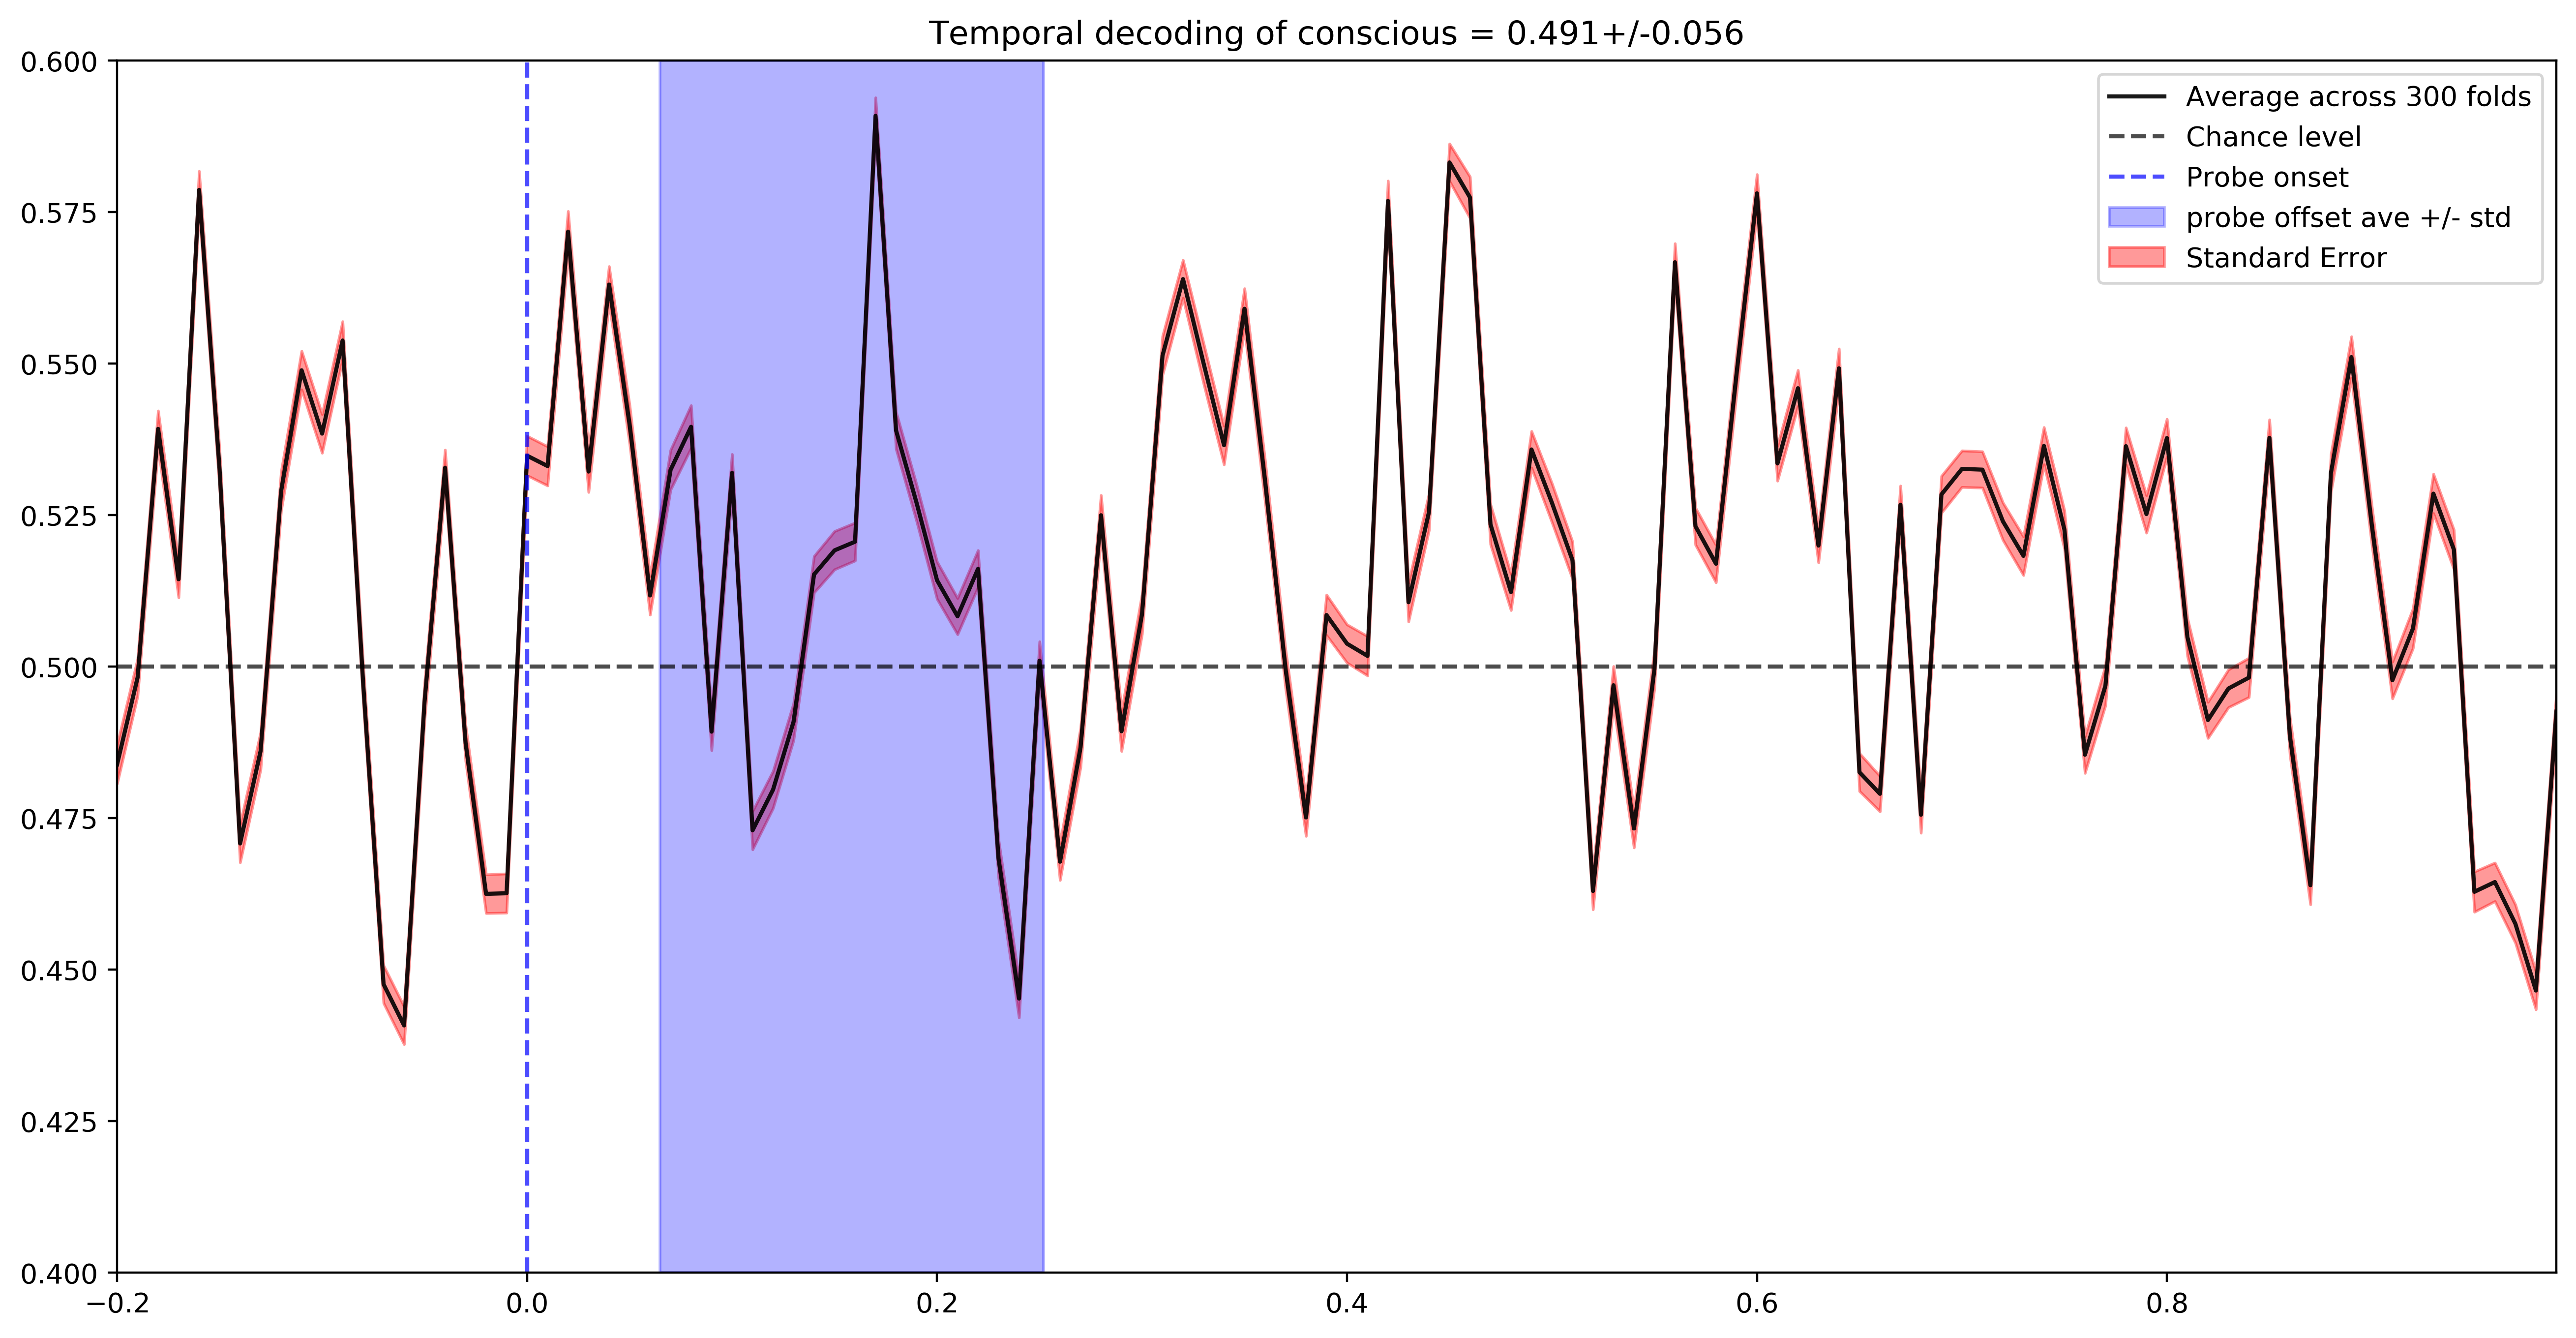 Temporal decoding of conscious = 0.491+/-0.056
0.600
0.575
0.550
0.525
0.500
0.475
0.450
0.425
0.400
Average across 300 folds
Chance level
Probe onset
probe offset ave +/- std
Standard Error
−0.2 0.0 0.2 0.4 0.6 0.8